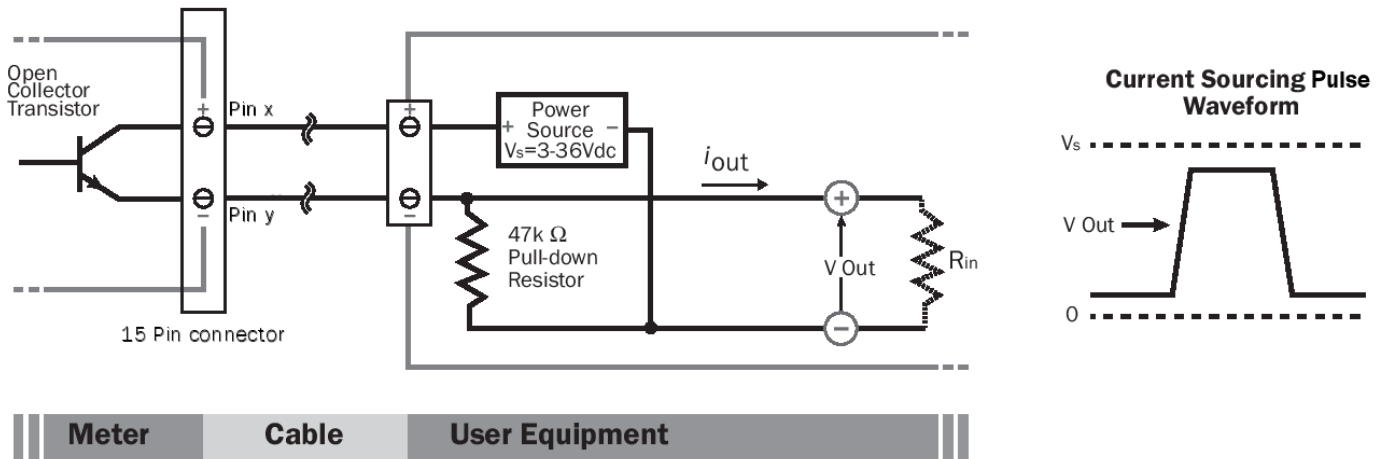 Open
Collector
Transistor
+
Pin x
−
Pin y
15 Pin connector
+
−
Power
+ Source −
Vs=3-36Vdc
iout
47k Ω
Pull-down
Resistor
+
V Out
−
Rin
Current Sourcing Pulse
Waveform
Vs
V Out
0
Meter
Cable
User Equipment